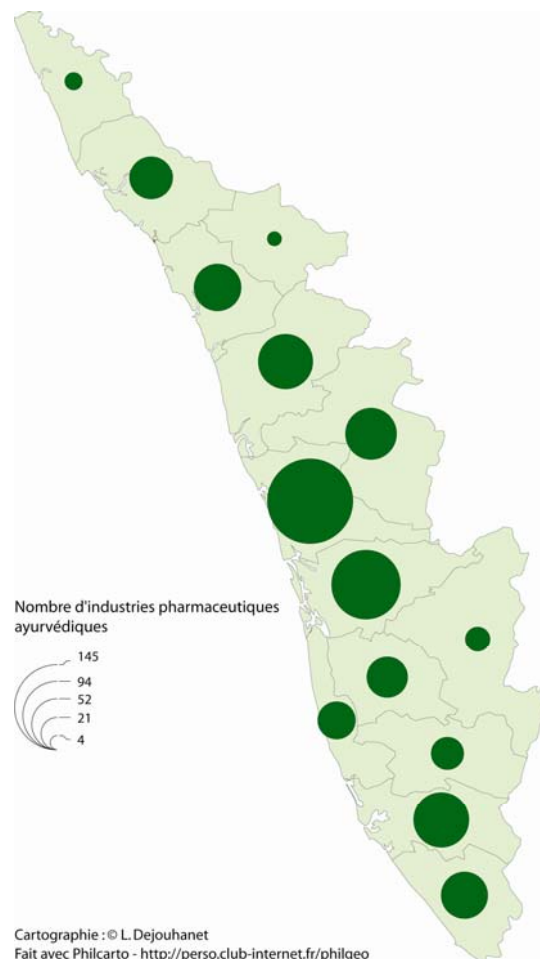 Nombre d'industries pharmaceutiques
ayurvédiques
145
94
52
21
4
Cartographie : © L. Dejouhanet
Fait avec Philcarto - http://perso.club-internet.fr/philgeo